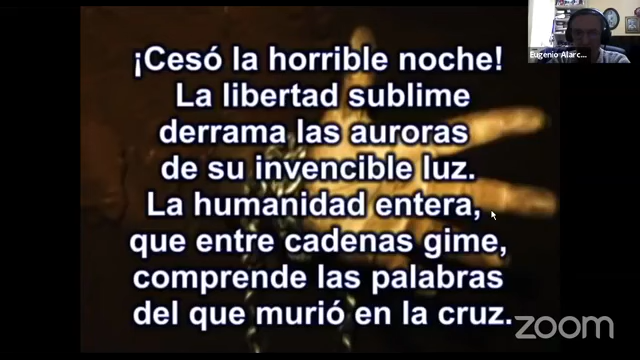 ¡Cesó la horrible noche!
La libertad sublime
derrama las auroras
de su invencible luz.
La humanidad entera,
que entre cadenas gime,
comprende las palabras
del que murió en la cruz.
Eugenio Alarc...
zoom